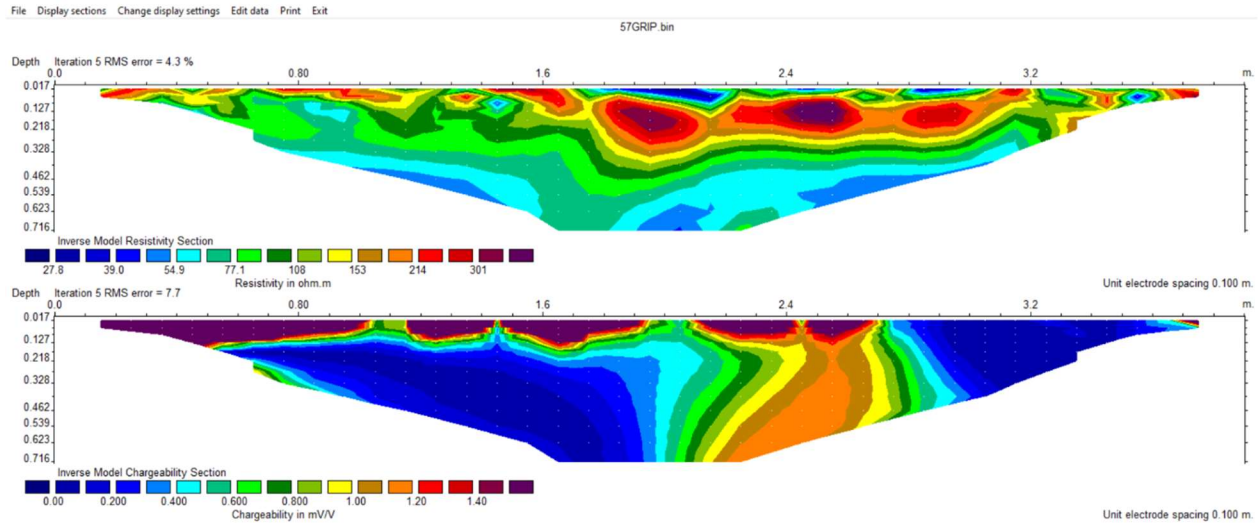 File Display sections Change display settings Edit data Print Exit
57GRIP.bin
Depth Iteration 5 RMS error = 4.3 %
0.0 0.80 1.6 2.4 3.2 m.
0.017
0.127
0.218
0.328
0.462
0.539
0.623
0.716
Inverse Model Resistivity Section
27.8 39.0 54.9 77.1 108 153 214 301
Resistivity in ohm.m Unit electrode spacing 0.100 m.
Depth Iteration 5 RMS error = 7.7
0.0 0.80 1.6 2.4 3.2 m.
0.017
0.127
0.218
0.328
0.462
0.539
0.623
0.716
Inverse Model Chargeability Section
0.00 0.200 0.400 0.600 0.800 1.00 1.20 1.40
Chargeability in mV/V Unit electrode spacing 0.100 m.